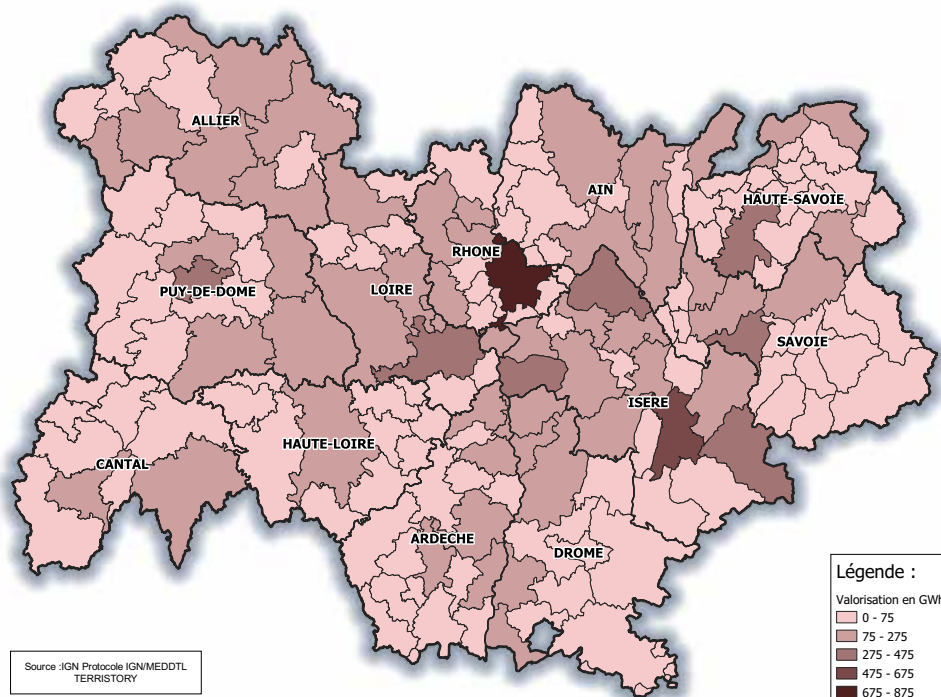 ALLIER
AIN
HAUTE-SAVOIE
RHONE
PUY-DE-DOME
LOIRE
SAVOIE
ISERE
HAUTE-LOIRE
CANTAL
ARDECHE
DROME
Légende :
Valorisation en GWh
0 - 75
75 - 275
275 - 475
475 - 675
675 - 875
Source :IGN Protocole IGN/MEDDTL
TERRISTORY